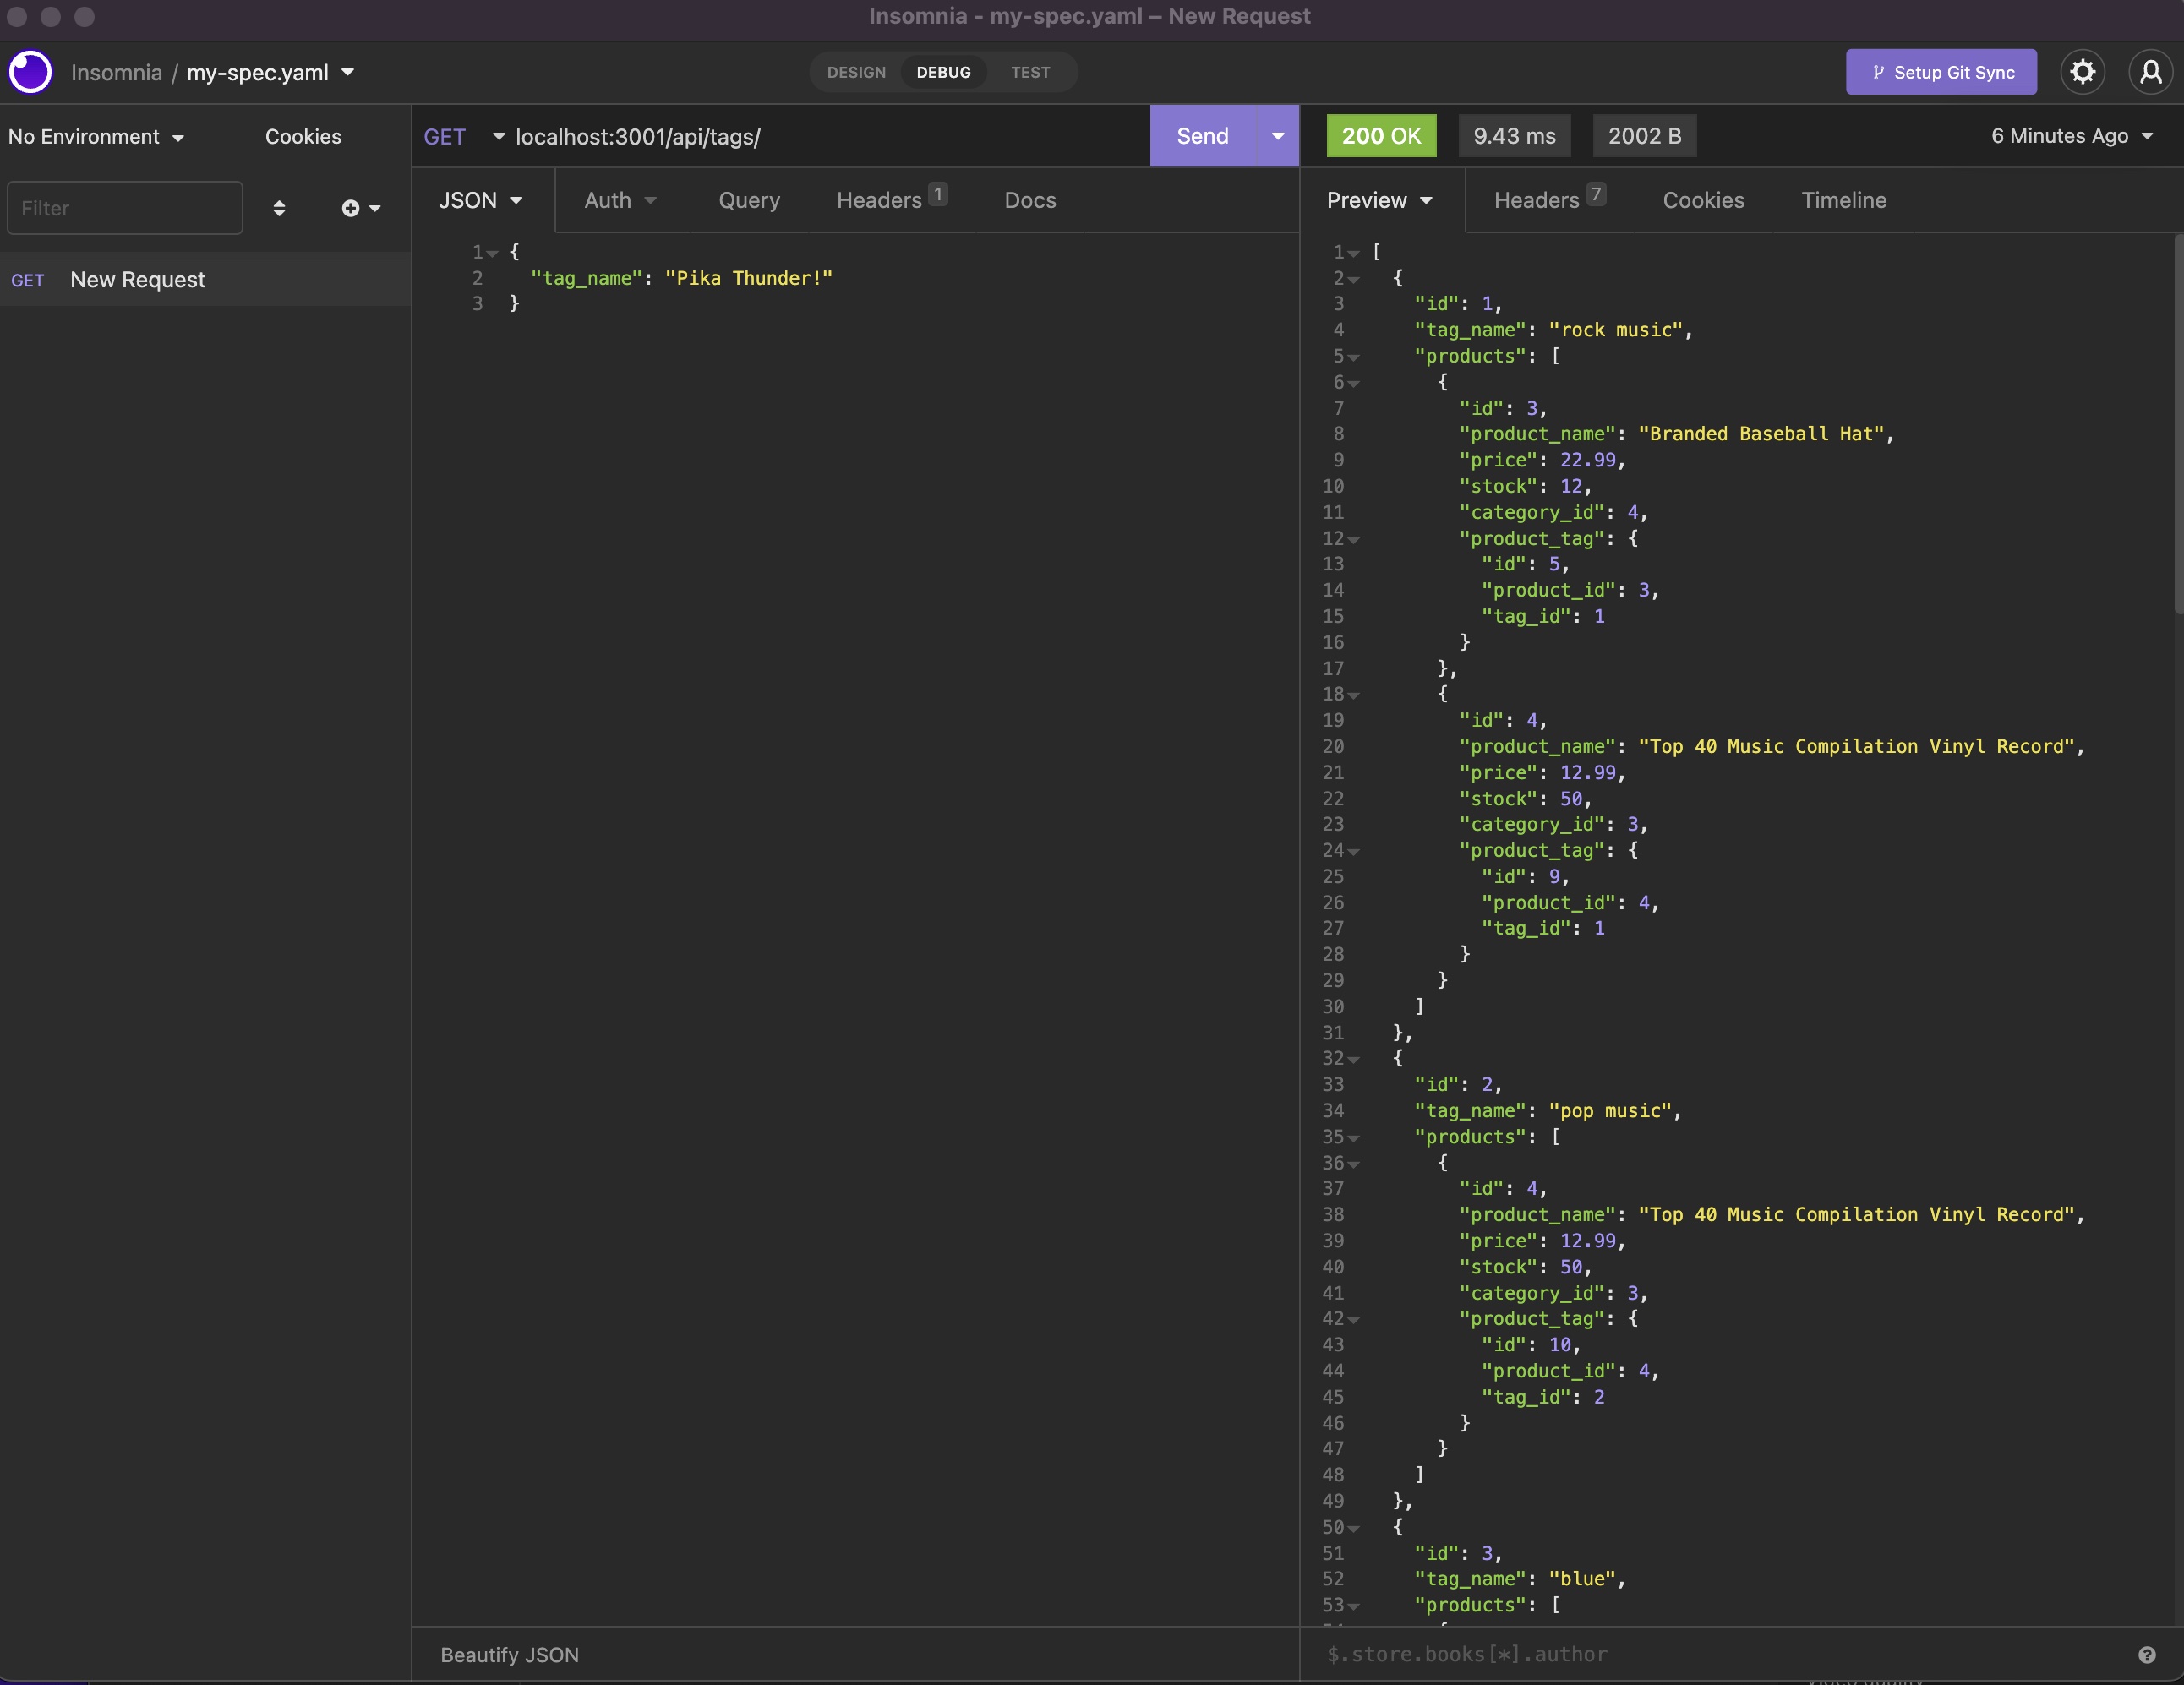 Insomnia - my-spec.yaml – New Request
Insomnia / my-spec.yaml
DESIGN DEBUG TEST
Setup Git Sync
No Environment Cookies
Filter
GET New Request
GET localhost:3001/api/tags/ Send
JSON Auth Query Headers 1 Docs
1 {
2 "tag_name": "Pika Thunder!"
3 }
Beautify JSON
200 OK 9.43 ms 2002 B 6 Minutes Ago
Preview Headers 7 Cookies Timeline
1 [
2 {
3 "id": 1,
4 "tag_name": "rock music",
5 "products": [
6 {
7 "id": 3,
8 "product_name": "Branded Baseball Hat",
9 "price": 22.99,
10 "stock": 12,
11 "category_id": 4,
12 "product_tag": {
13 "id": 5,
14 "product_id": 3,
15 "tag_id": 1
16 }
17 },
18 {
19 "id": 4,
20 "product_name": "Top 40 Music Compilation Vinyl Record",
21 "price": 12.99,
22 "stock": 50,
23 "category_id": 3,
24 "product_tag": {
25 "id": 9,
26 "product_id": 4,
27 "tag_id": 1
28 }
29 }
30 ]
31 },
32 {
33 "id": 2,
34 "tag_name": "pop music",
35 "products": [
36 {
37 "id": 4,
38 "product_name": "Top 40 Music Compilation Vinyl Record",
39 "price": 12.99,
40 "stock": 50,
41 "category_id": 3,
42 "product_tag": {
43 "id": 10,
44 "product_id": 4,
45 "tag_id": 2
46 }
47 }
48 ]
49 },
50 {
51 "id": 3,
52 "tag_name": "blue",
53 "products": [
$.store.books[*].author